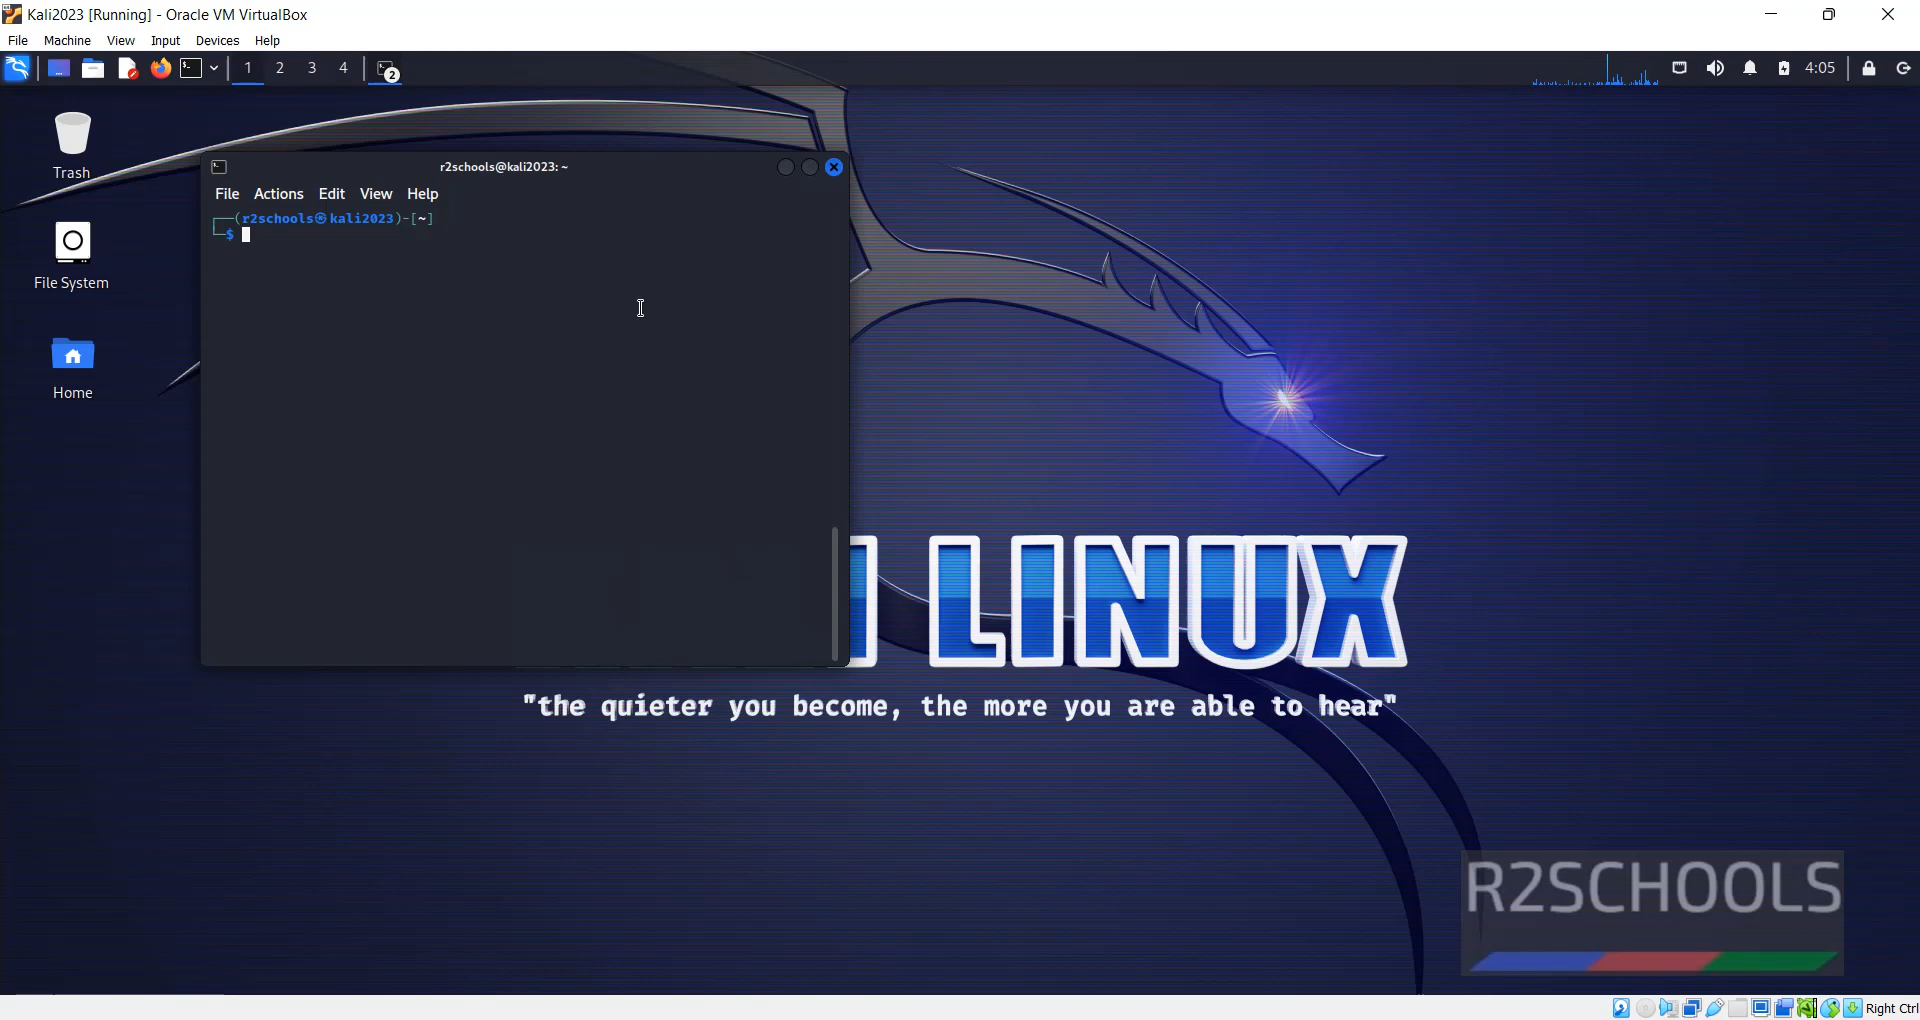 Kali2023 [Running] - Oracle VM VirtualBox
File Machine View Input Devices Help
1 2 3 4 2 4:05
Trash
r2schools@kali2023: ~
File Actions Edit View Help
(r2schools㉿kali2023)-[~]
$
File System
Home
LINUX
"the quieter you become, the more you are able to hear"
R2SCHOOLS
Right Ctrl